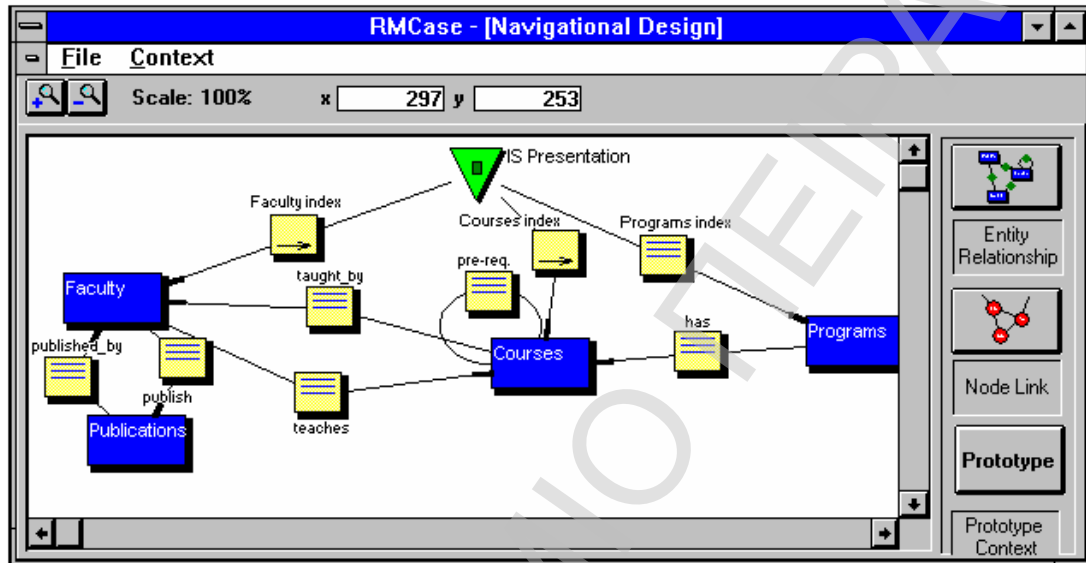 RMCase - [Navigational Design]
File Context
Scale: 100% x 297 y 253
IS Presentation
Faculty index
Courses index
Programs index
pre-req.
taught_by
Faculty
has
Programs
Courses
published_by
publish
teaches
Publications
Entity
Relationship
Node Link
Prototype
Prototype
Context